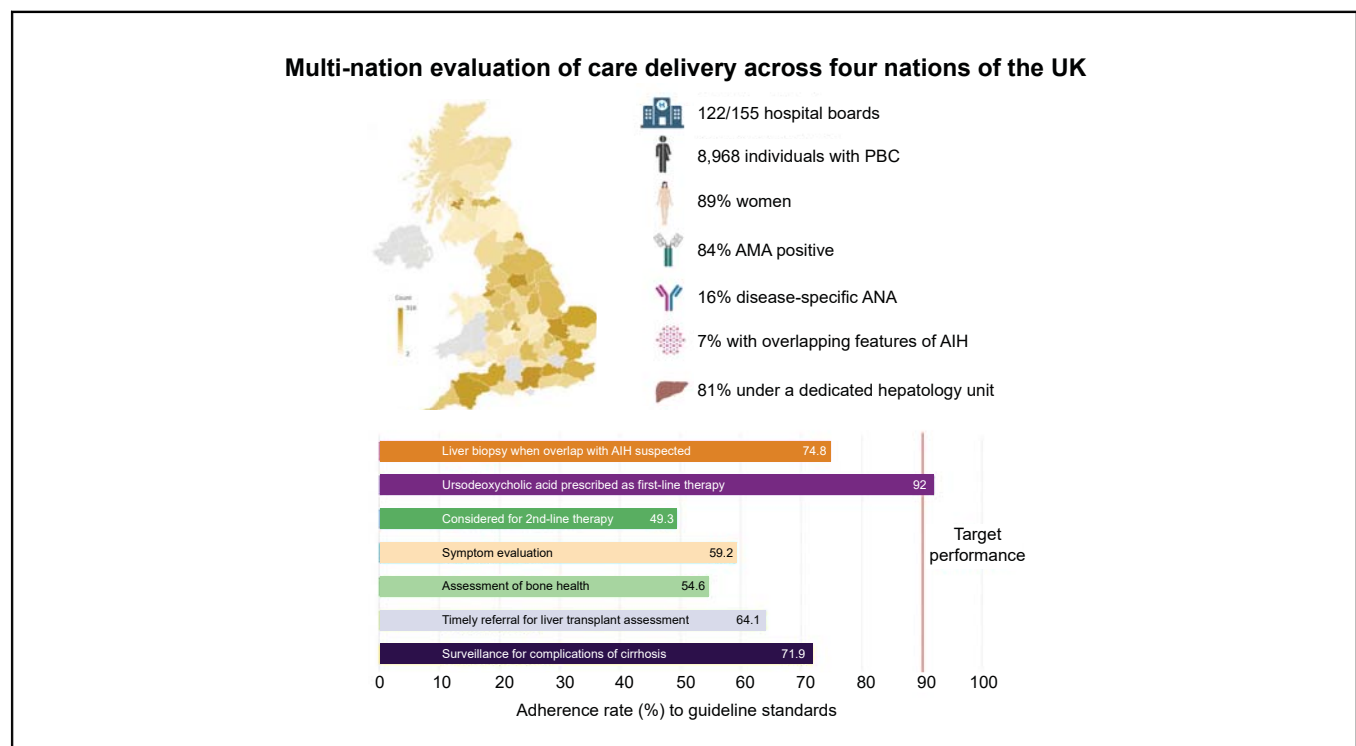 Multi-nation evaluation of care delivery across four nations of the UK
122/155 hospital boards
8,968 individuals with PBC
89% women
84% AMA positive
16% disease-specific ANA
7% with overlapping features of AIH
81% under a dedicated hepatology unit
Count
2
Liver biopsy when overlap with AIH suspected 74.8
Ursodeoxycholic acid prescribed as first-line therapy 92
Considered for 2nd-line therapy 49.3
Symptom evaluation 59.2
Assessment of bone health 54.6
Timely referral for liver transplant assessment 64.1
Surveillance for complications of cirrhosis 71.9
Target
performance
0 10 20 30 40 50 60 70 80 90 100
Adherence rate (%) to guideline standards